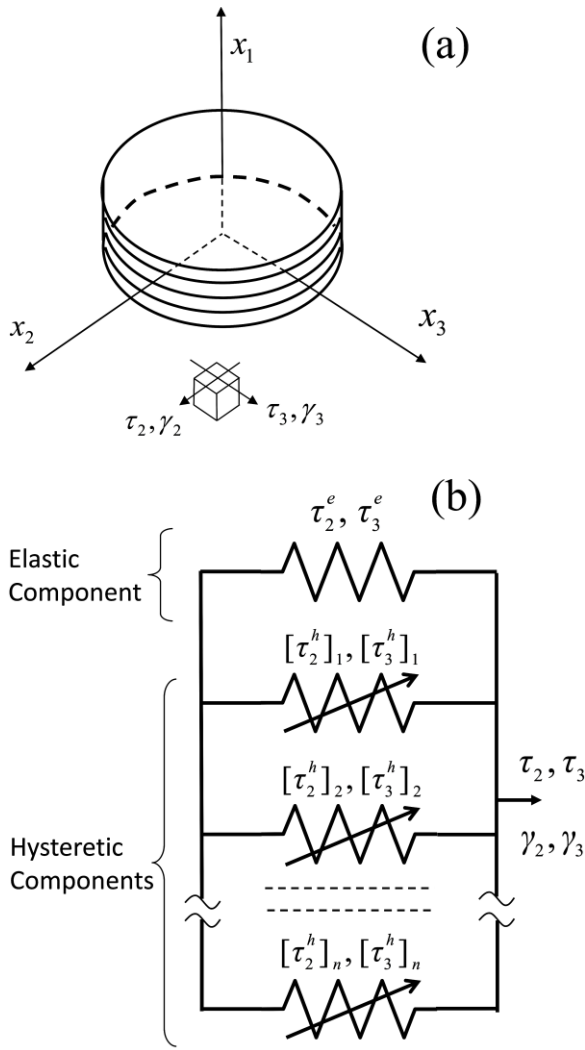 (a)
x₁
x₂
x₃
τ₂, γ₂
τ₃, γ₃
(b)
τ₂ᵉ, τ₃ᵉ
Elastic
Component
[τ₂ʰ]₁, [τ₃ʰ]₁
[τ₂ʰ]₂, [τ₃ʰ]₂
τ₂, τ₃
γ₂, γ₃
Hysteretic
Components
[τ₂ʰ]ₙ, [τ₃ʰ]ₙ